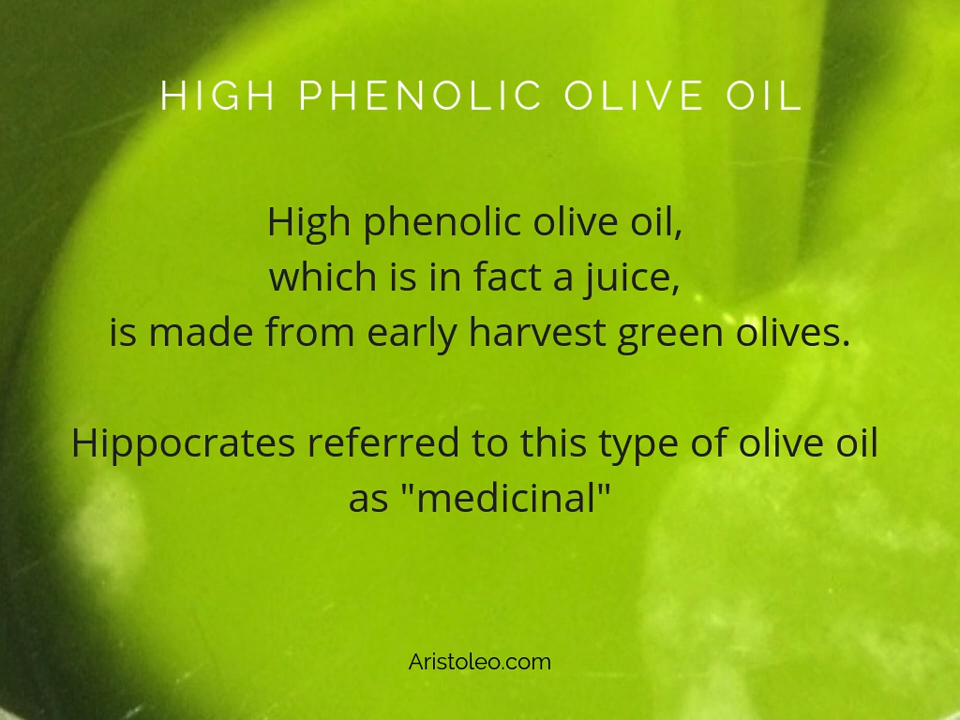 HIGH PHENOLIC OLIVE OIL
High phenolic olive oil,
which is in fact a juice,
is made from early harvest green olives.
Hippocrates referred to this type of olive oil
as "medicinal"
Aristoleo.com